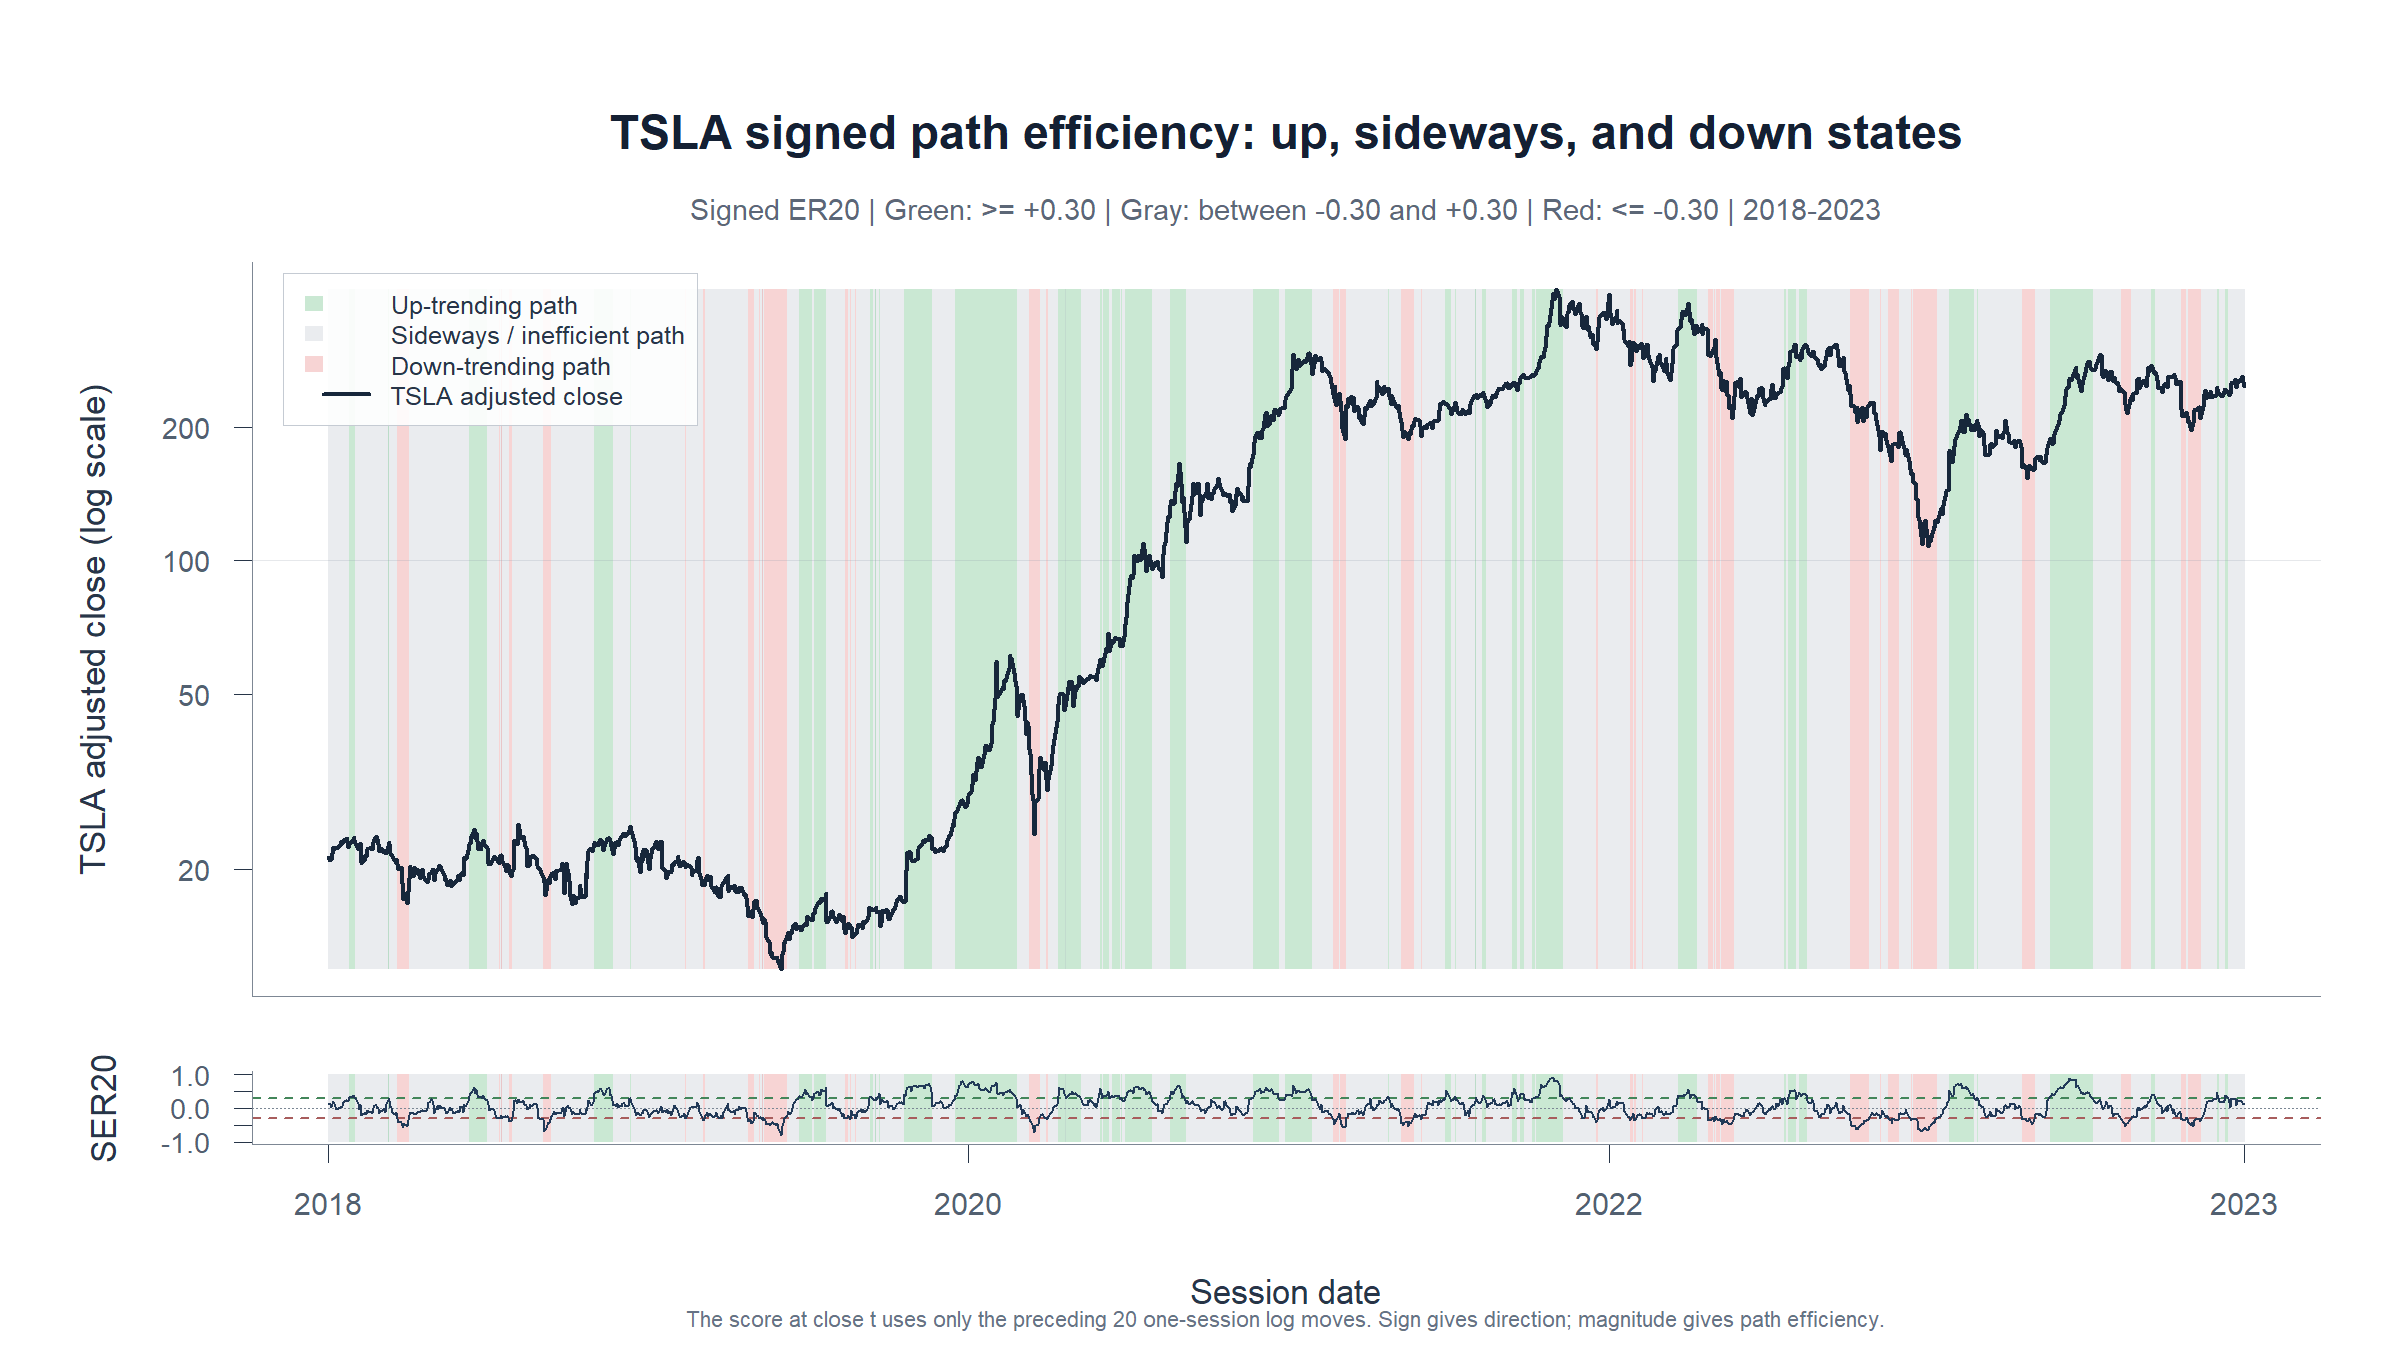 TSLA signed path efficiency: up, sideways, and down states
Signed ER20 | Green: >= +0.30 | Gray: between -0.30 and +0.30 | Red: <= -0.30 | 2018-2023
Up-trending path
Sideways / inefficient path
Down-trending path
TSLA adjusted close
TSLA adjusted close (log scale)
200
100
50
20
SER20
1.0
0.0
-1.0
2018
2020
2022
2023
Session date
The score at close t uses only the preceding 20 one-session log moves. Sign gives direction; magnitude gives path efficiency.